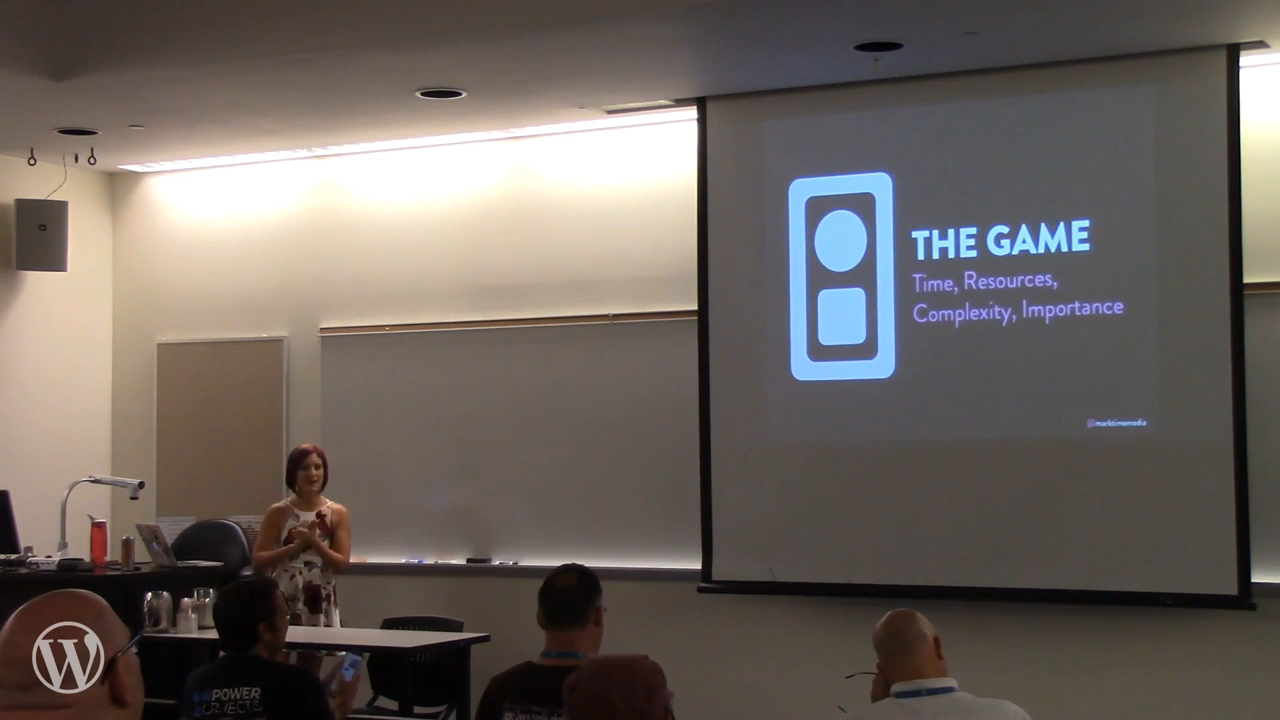 THE GAME
Time, Resources,
Complexity, Importance
@marktimemedia
POWER